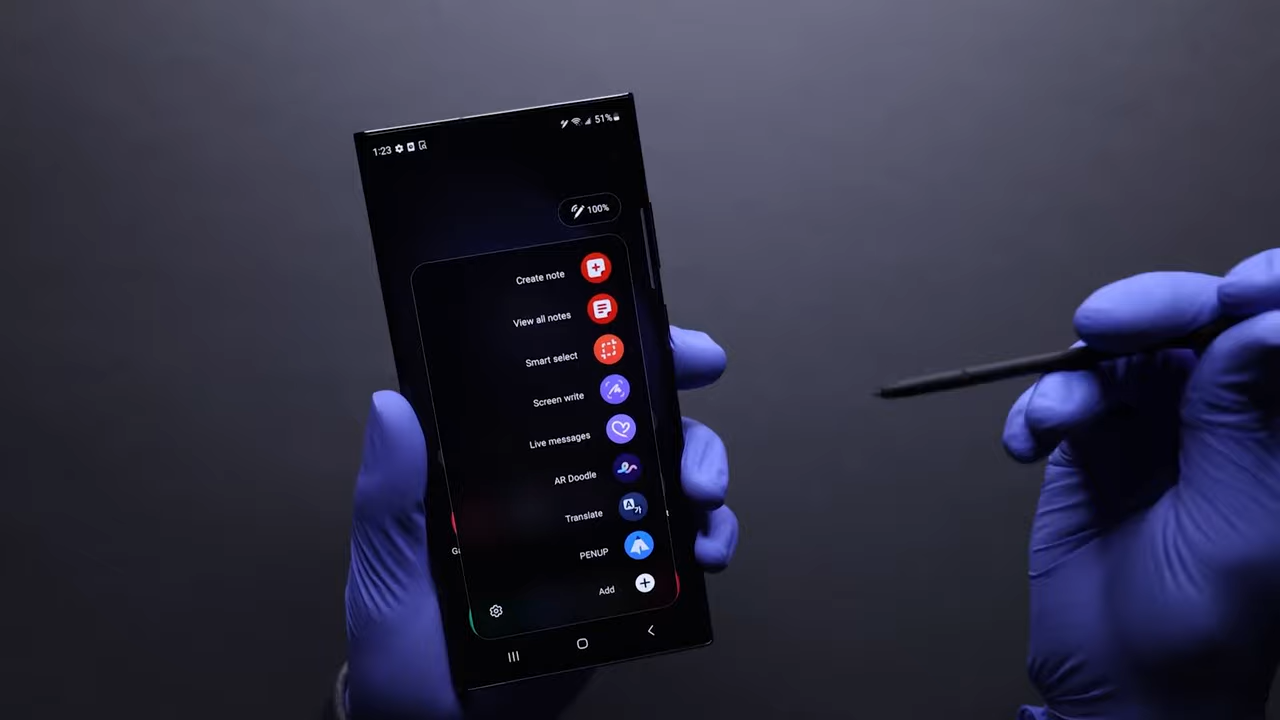 1:23
51%
100%
Create note
View all notes
Smart select
Screen write
Live messages
AR Doodle
Translate
PENUP
Add